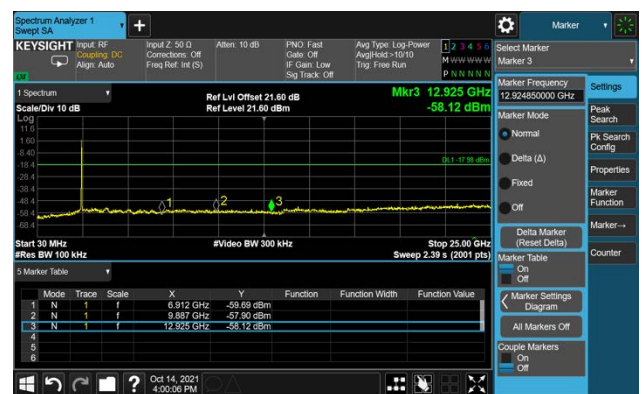 Spectrum Analyzer 1
Swept SA
Marker
KEYSIGHT
Input: RF
Coupling: DC
Align: Auto
Input Z: 50 Ω
Corrections: Off
Freq Ref: Int (S)
Atten: 10 dB
PNO: Fast
Gate: Off
IF Gain: Low
Sig Track: Off
Avg Type: Log-Power
Avg|Hold:>10/10
Trig: Free Run
1 2 3 4 5 6
M W W W W W
P N N N N N
LXI
Select Marker
Marker 3
1 Spectrum
Scale/Div 10 dB
Ref Lvl Offset 21.60 dB
Ref Level 21.60 dBm
Mkr3 12.925 GHz
-58.12 dBm
Log
11.6
1.60
-8.40
-18.4
-28.4
-38.4
-48.4
-58.4
-68.4
DL1 -17.98 dBm
1
2
3
Start 30 MHz
#Res BW 100 kHz
#Video BW 300 kHz
Stop 25.00 GHz
Sweep 2.39 s (2001 pts)
5 Marker Table
Mode Trace Scale X Y Function Function Width Function Value
1 N 1 f 6.912 GHz -59.69 dBm
2 N 1 f 9.887 GHz -57.90 dBm
3 N 1 f 12.925 GHz -58.12 dBm
4
5
6
Marker Frequency
12.924850000 GHz
Marker Mode
Normal
Delta (Δ)
Fixed
Off
Delta Marker
(Reset Delta)
Marker Table
On
Off
Marker Settings
Diagram
All Markers Off
Couple Markers
On
Off
Settings
Peak
Search
Pk Search
Config
Properties
Marker
Function
Marker→
Counter
?
Oct 14, 2021
4:00:06 PM